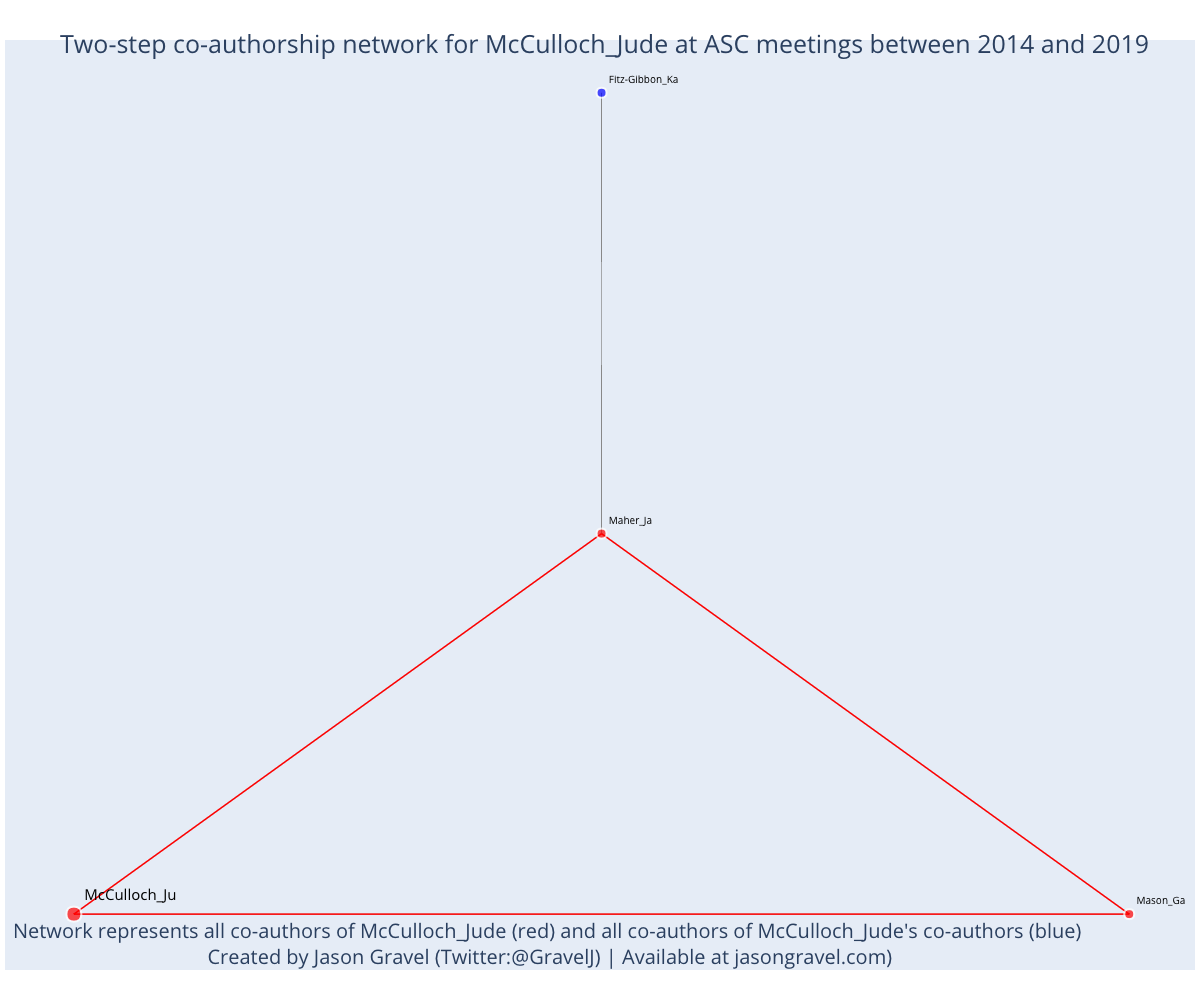 Two-step co-authorship network for McCulloch_Jude at ASC meetings between 2014 and 2019
Fitz-Gibbon_Ka
Maher_Ja
McCulloch_Ju
Mason_Ga
Network represents all co-authors of McCulloch_Jude (red) and all co-authors of McCulloch_Jude's co-authors (blue)
Created by Jason Gravel (Twitter:@GravelJ) | Available at jasongravel.com)